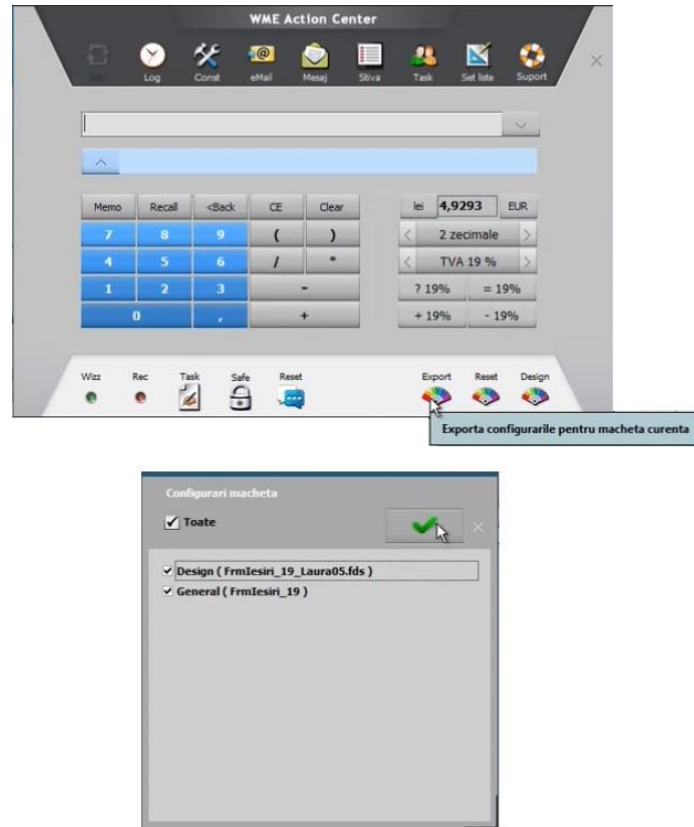 WME Action Center
Log Const eMail Mesaj Stiva Task Set liste Suport
Memo Recall <Back CE Clear lei 4,9293 EUR
7 8 9 ( ) < 2 zecimale >
4 5 6 / * < TVA 19 % >
1 2 3 - ? 19% = 19%
0 , + + 19% - 19%
Wizz Rec Task Safe Reset Export Reset Design
Exporta configurarile pentru macheta curenta
Configurari macheta
Toate
Design ( FrmIesiri_19_Laura05.fds )
General ( FrmIesiri_19 )